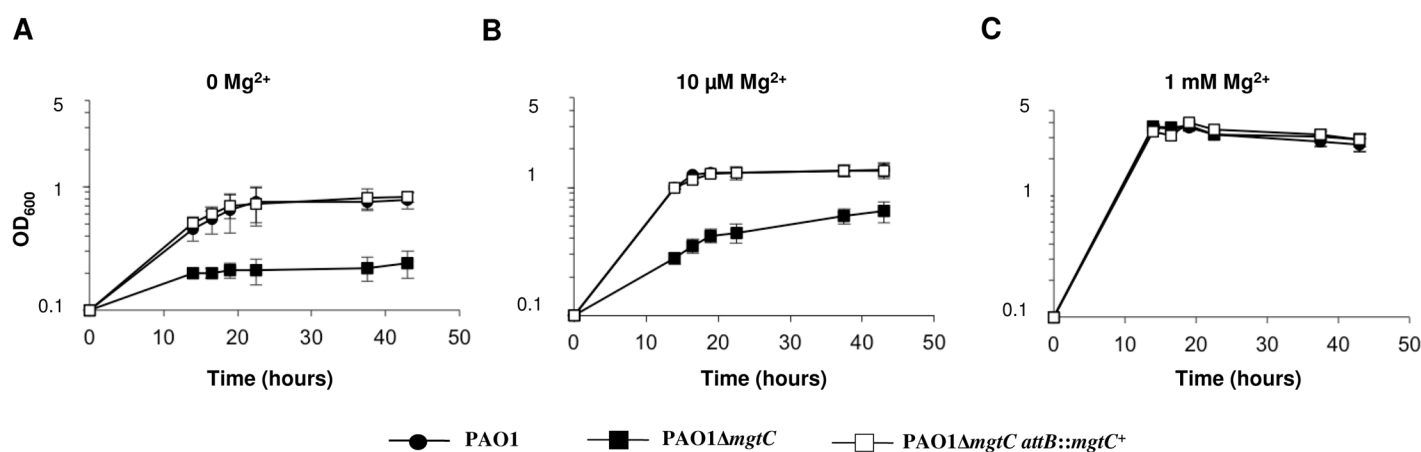 A
B
C
0 Mg²⁺
10 µM Mg²⁺
1 mM Mg²⁺
OD₆₀₀
5
1
0.1
0 10 20 30 40 50
Time (hours)
5
1
0.1
0 10 20 30 40 50
Time (hours)
5
1
0.1
0 10 20 30 40 50
Time (hours)
PAO1
PAO1ΔmgtC
PAO1ΔmgtC attB::mgtC⁺